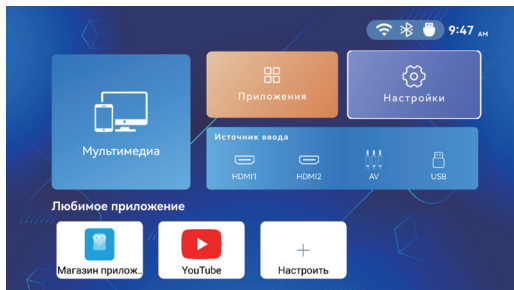 9:47 AM
Мультимедиа
Приложения
Настройки
Источник ввода
HDMI1
HDMI2
AV
USB
Любимое приложение
Магазин прилож..
YouTube
Настроить